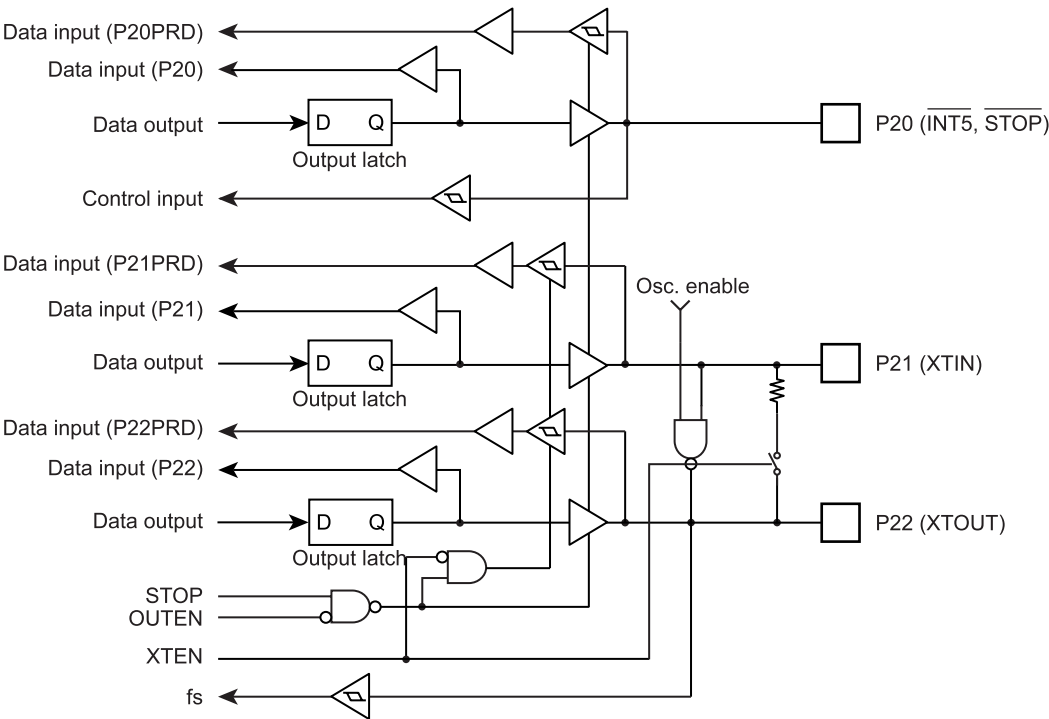 Data input (P20PRD)
Data input (P20)
Data output
D Q
Output latch
P20 (INT5, STOP)
Control input
Data input (P21PRD)
Osc. enable
Data input (P21)
Data output
D Q
Output latch
P21 (XTIN)
Data input (P22PRD)
Data input (P22)
Data output
D Q
Output latch
P22 (XTOUT)
STOP
OUTEN
XTEN
fs